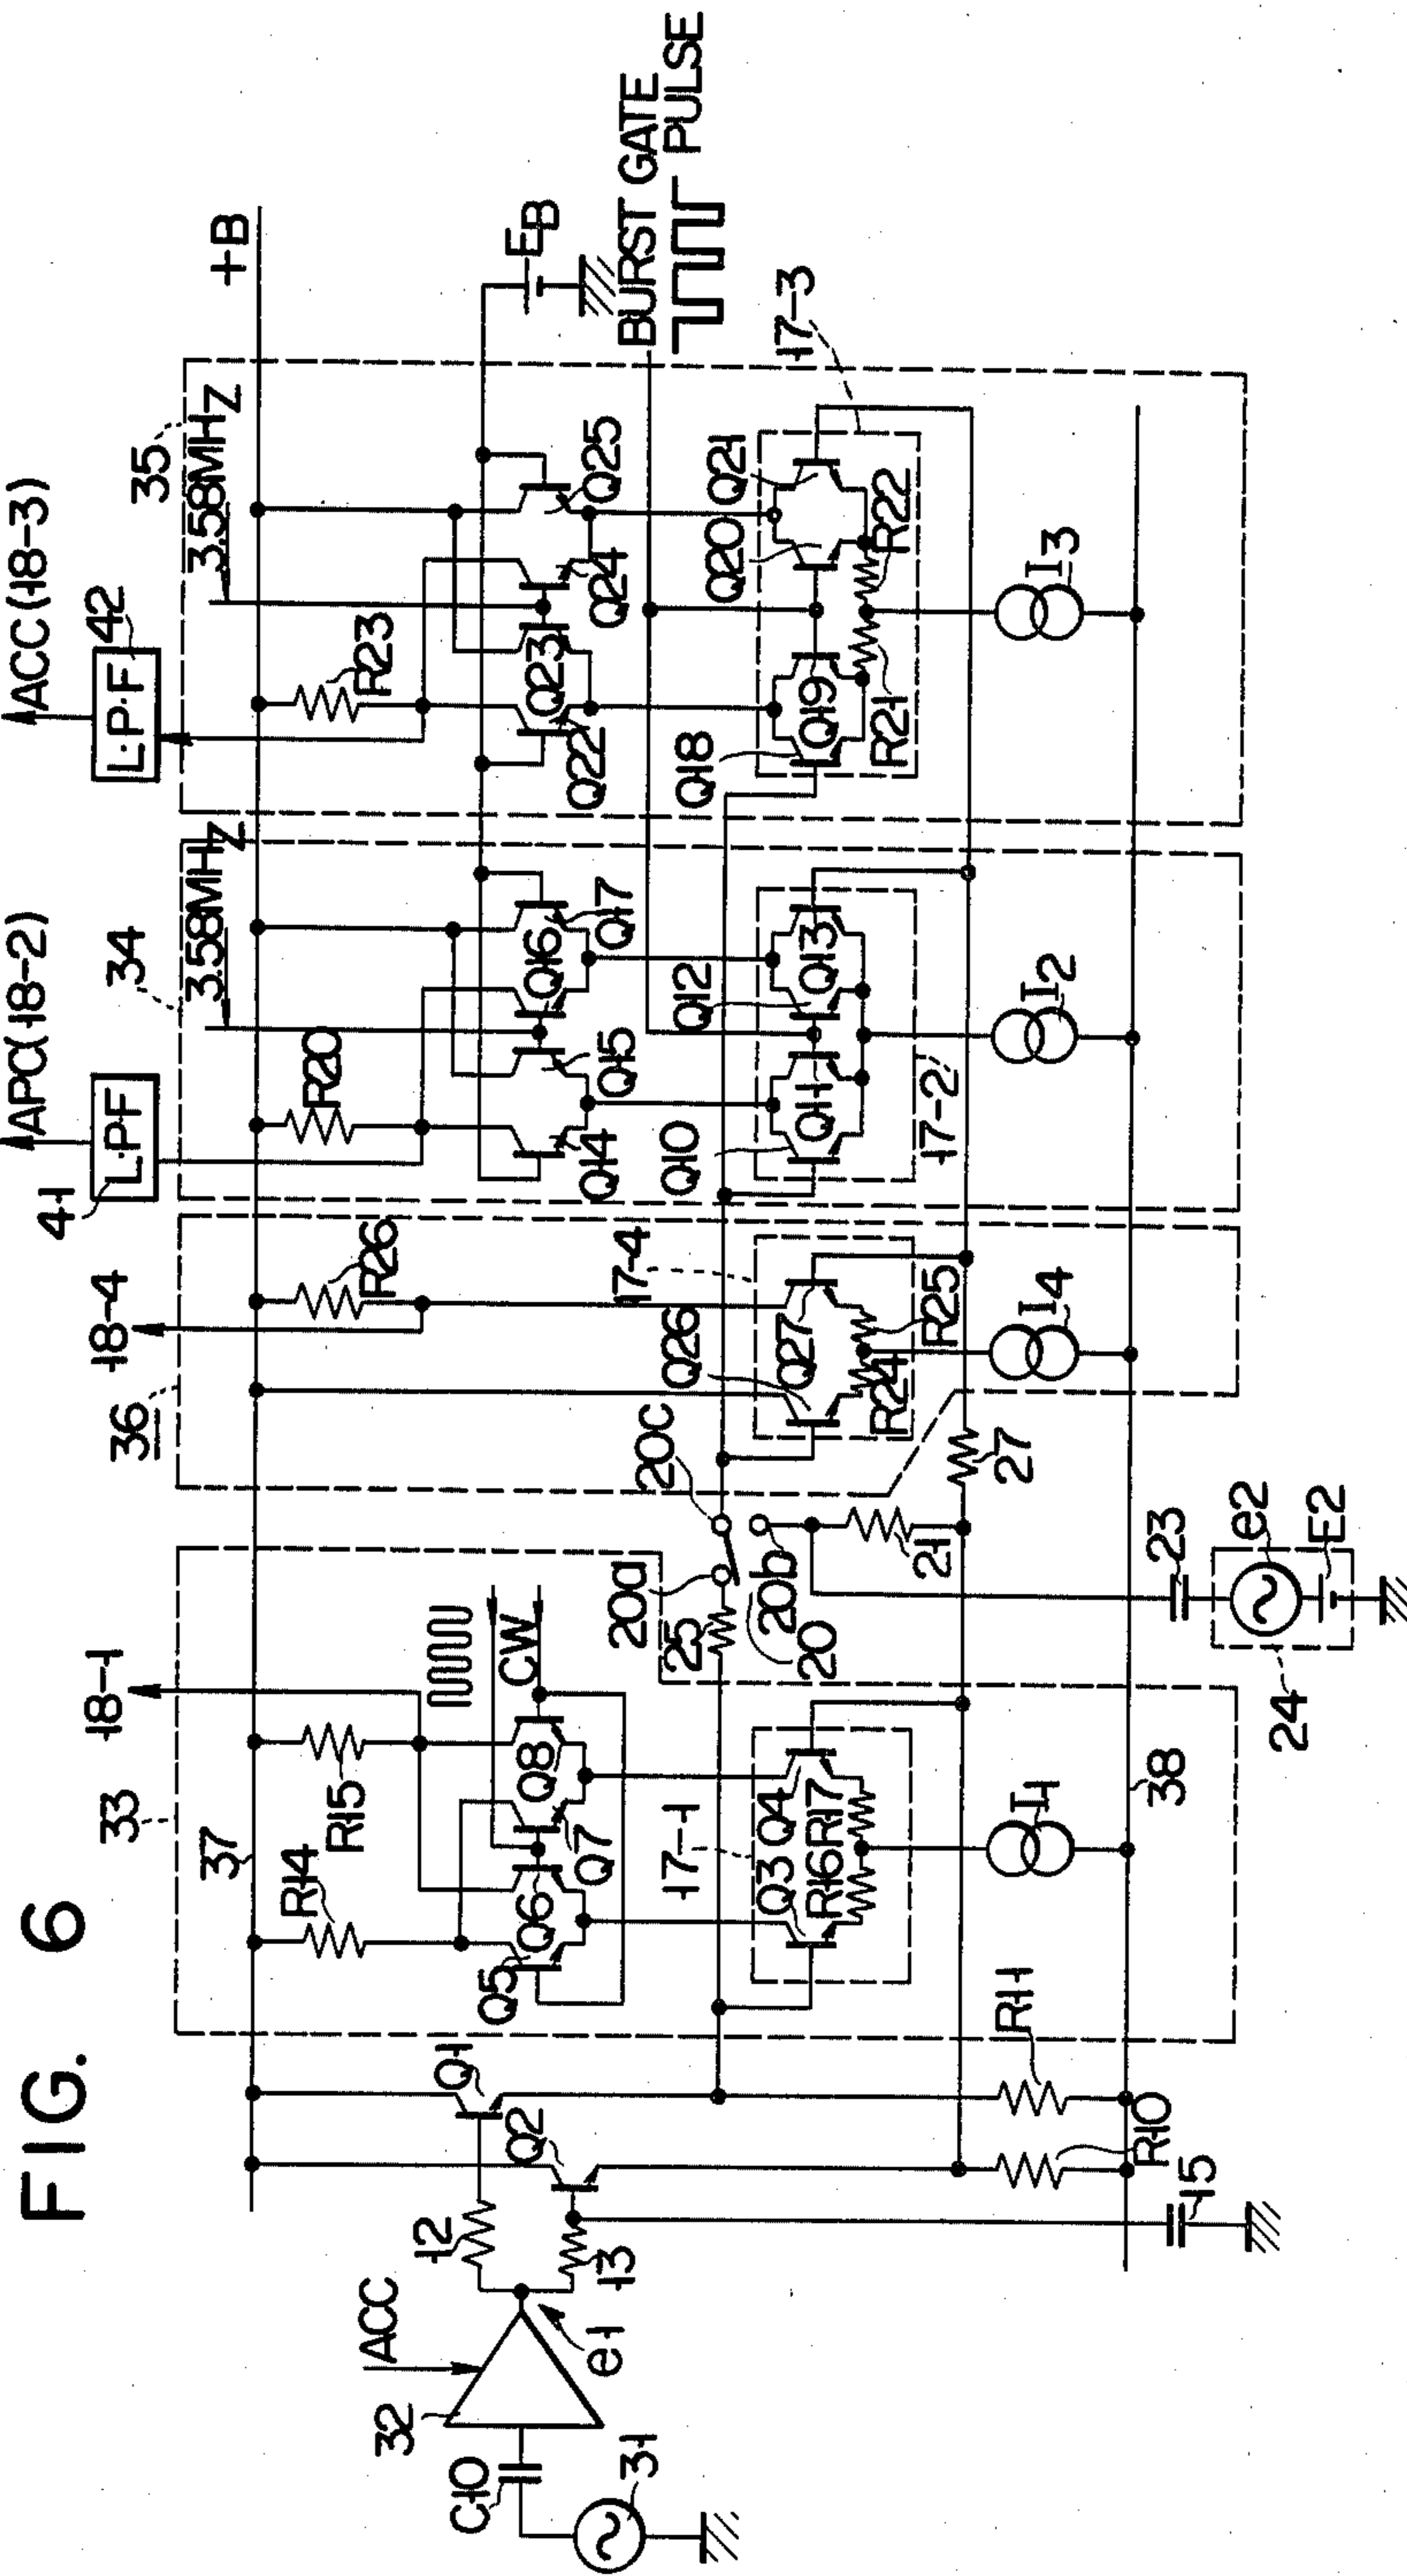 FIG. 6
ACC (18-3)
APC (18-2)
18-4
18-1
41
L·P·F
L·P·F
42
33
36
34
35
3.58MHZ
3.58MHZ
+B
37
R14
R15
R26
R20
R23
ACC
32
C10
31
e1
12
13
Q1
Q2
Q5
Q6
Q7
Q8
CW
Q14
Q15
Q16
Q17
Q22
Q23
Q24
Q25
EB
BURST GATE
PULSE
25
20a
20b
20c
20
17-1
17-4
17-2
17-3
Q3
Q4
R16
R17
Q26
Q27
R24
R25
Q10
Q11
Q12
Q13
Q18
Q19
Q20
Q21
R21
R22
21
27
R11
R10
15
I1
I4
I2
I3
38
23
24
e2
E2